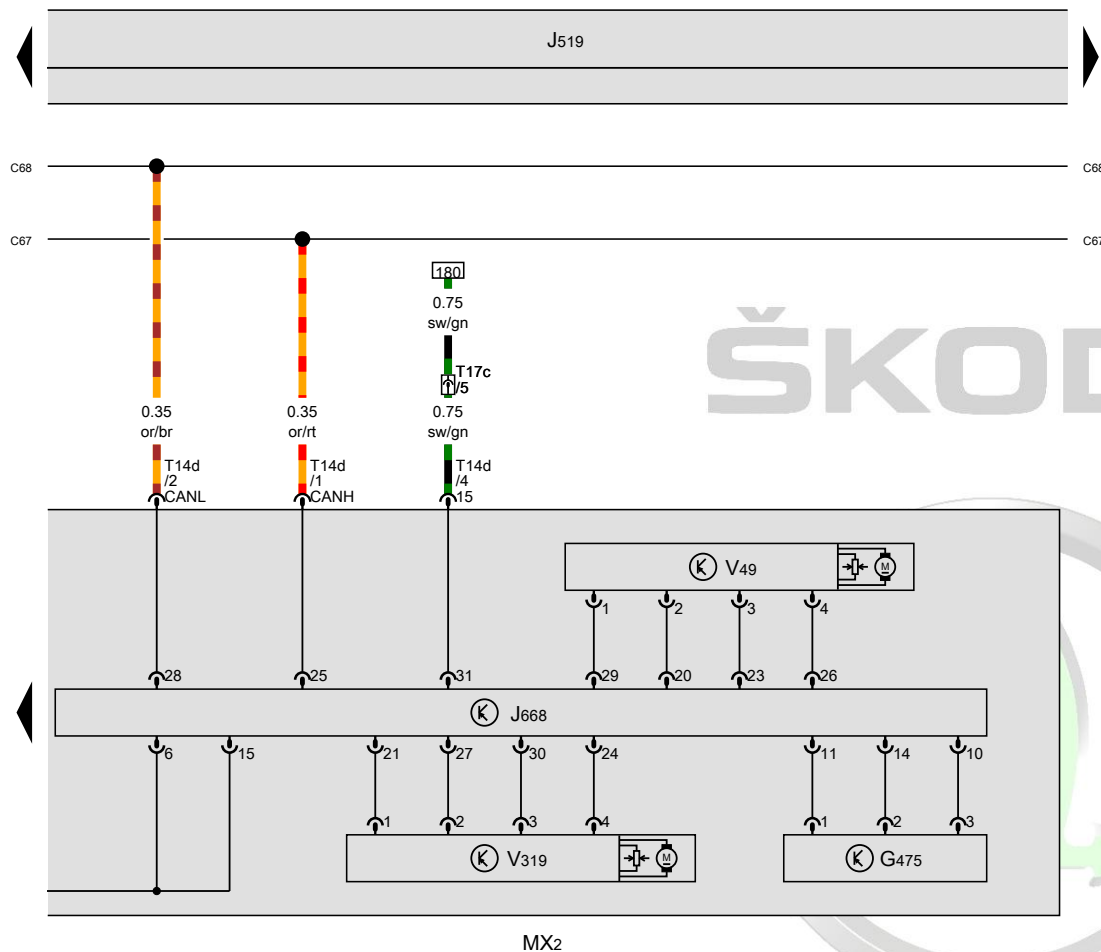 J519
C68 C68
C67 C67
180
0.75
sw/gn
T17c
/5
0.35 0.35 0.75
or/br or/rt sw/gn
T14d T14d T14d
/2 /1 /4
CANL CANH 15
ŠKOD
V49
M
1 2 3 4
28 25 31 29 20 23 26
J668
6 15 21 27 30 24 11 14 10
1 2 3 4 1 2 3
V319
M
G475
MX2